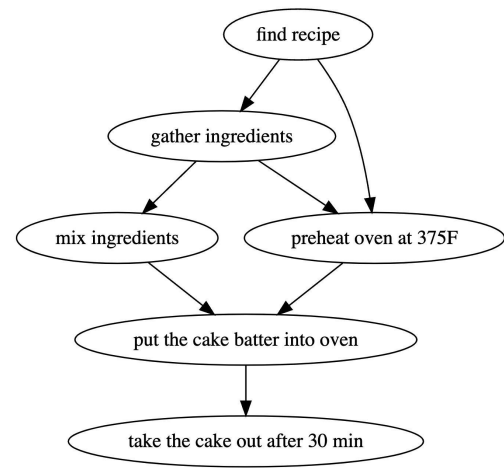 find recipe
gather ingredients
mix ingredients
preheat oven at 375F
put the cake batter into oven
take the cake out after 30 min